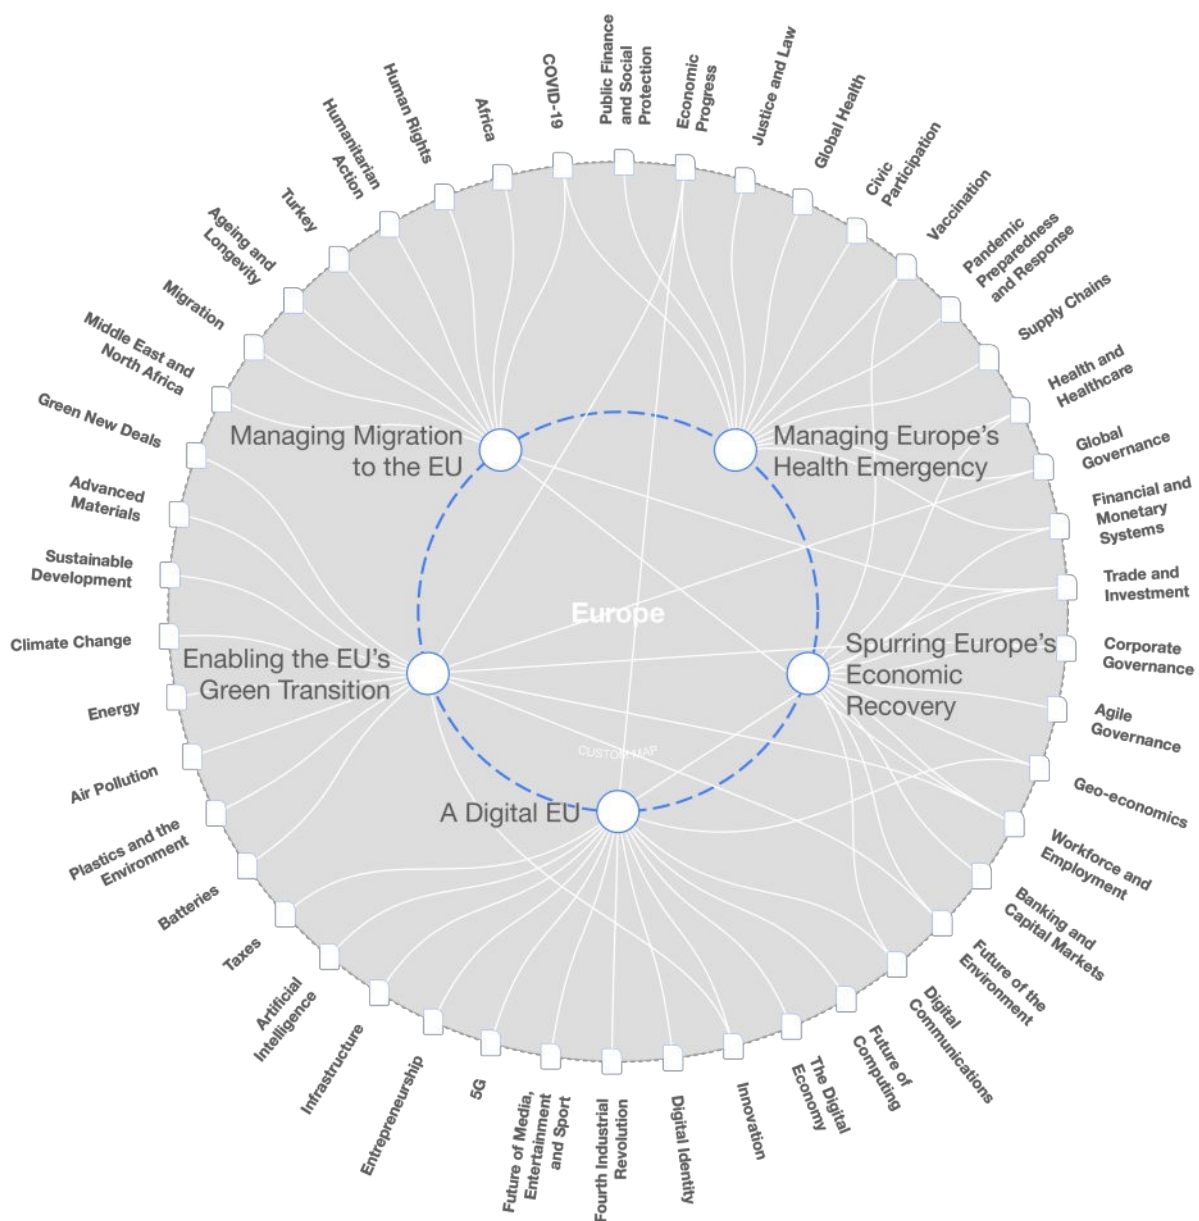 Public Finance
and Social
Protection
Economic
Progress
Justice and Law
Global Health
Civic
Participation
Vaccination
Pandemic
Preparedness
and Response
Supply Chains
Health and
Healthcare
Global
Governance
Financial and
Monetary
Systems
Trade and
Investment
Corporate
Governance
Agile
Governance
Geo-economics
Workforce and
Employment
Banking and
Capital Markets
Future of the
Environment
Digital
Communications
Future of
Computing
The Digital
Economy
Innovation
Digital Identity
Fourth Industrial
Revolution
Future of Media,
Entertainment
and Sport
5G
Entrepreneurship
Infrastructure
Artificial
Intelligence
Taxes
Batteries
Plastics and the
Environment
Air Pollution
Energy
Climate Change
Sustainable
Development
Advanced
Materials
Green New Deals
Middle East and
North Africa
Migration
Ageing and
Longevity
Turkey
Humanitarian
Action
Human Rights
Africa
COVID-19
Managing Migration
to the EU
Managing Europe's
Health Emergency
Europe
Enabling the EU's
Green Transition
Spurring Europe's
Economic
Recovery
CUSTOM MAP
A Digital EU